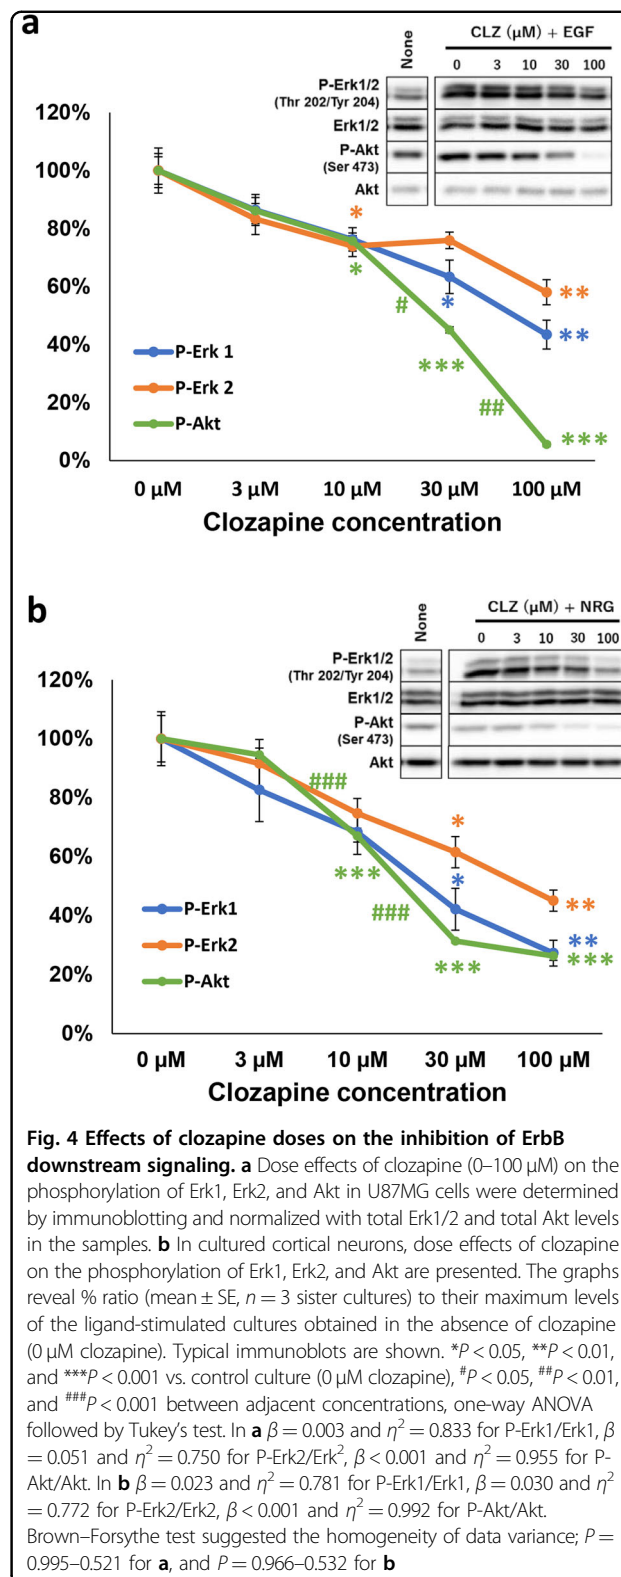 a
CLZ (μM) + EGF
None
0 3 10 30 100
P-Erk1/2
(Thr 202/Tyr 204)
Erk1/2
P-Akt
(Ser 473)
Akt
120%
100%
80%
60%
40%
20%
0%
*
*
#
*
**
**
***
##
***
P-Erk 1
P-Erk 2
P-Akt
0 μM 3 μM 10 μM 30 μM 100 μM
Clozapine concentration
b
CLZ (μM) + NRG
None
0 3 10 30 100
P-Erk1/2
(Thr 202/Tyr 204)
Erk1/2
P-Akt
(Ser 473)
Akt
120%
100%
80%
60%
40%
20%
0%
###
*
*
***
###
**
***
**
***
P-Erk1
P-Erk2
P-Akt
0 μM 3 μM 10 μM 30 μM 100 μM
Clozapine concentration
Fig. 4 Effects of clozapine doses on the inhibition of ErbB
downstream signaling. a Dose effects of clozapine (0–100 μM) on the
phosphorylation of Erk1, Erk2, and Akt in U87MG cells were determined
by immunoblotting and normalized with total Erk1/2 and total Akt levels
in the samples. b In cultured cortical neurons, dose effects of clozapine
on the phosphorylation of Erk1, Erk2, and Akt are presented. The graphs
reveal % ratio (mean ± SE, n = 3 sister cultures) to their maximum levels
of the ligand-stimulated cultures obtained in the absence of clozapine
(0 μM clozapine). Typical immunoblots are shown. *P < 0.05, **P < 0.01,
and ***P < 0.001 vs. control culture (0 μM clozapine), #P < 0.05, ##P < 0.01,
and ###P < 0.001 between adjacent concentrations, one-way ANOVA
followed by Tukey's test. In a β = 0.003 and η² = 0.833 for P-Erk1/Erk1, β
= 0.051 and η² = 0.750 for P-Erk2/Erk², β < 0.001 and η² = 0.955 for P-
Akt/Akt. In b β = 0.023 and η² = 0.781 for P-Erk1/Erk1, β = 0.030 and η²
= 0.772 for P-Erk2/Erk2, β < 0.001 and η² = 0.992 for P-Akt/Akt.
Brown–Forsythe test suggested the homogeneity of data variance; P =
0.995–0.521 for a, and P = 0.966–0.532 for b